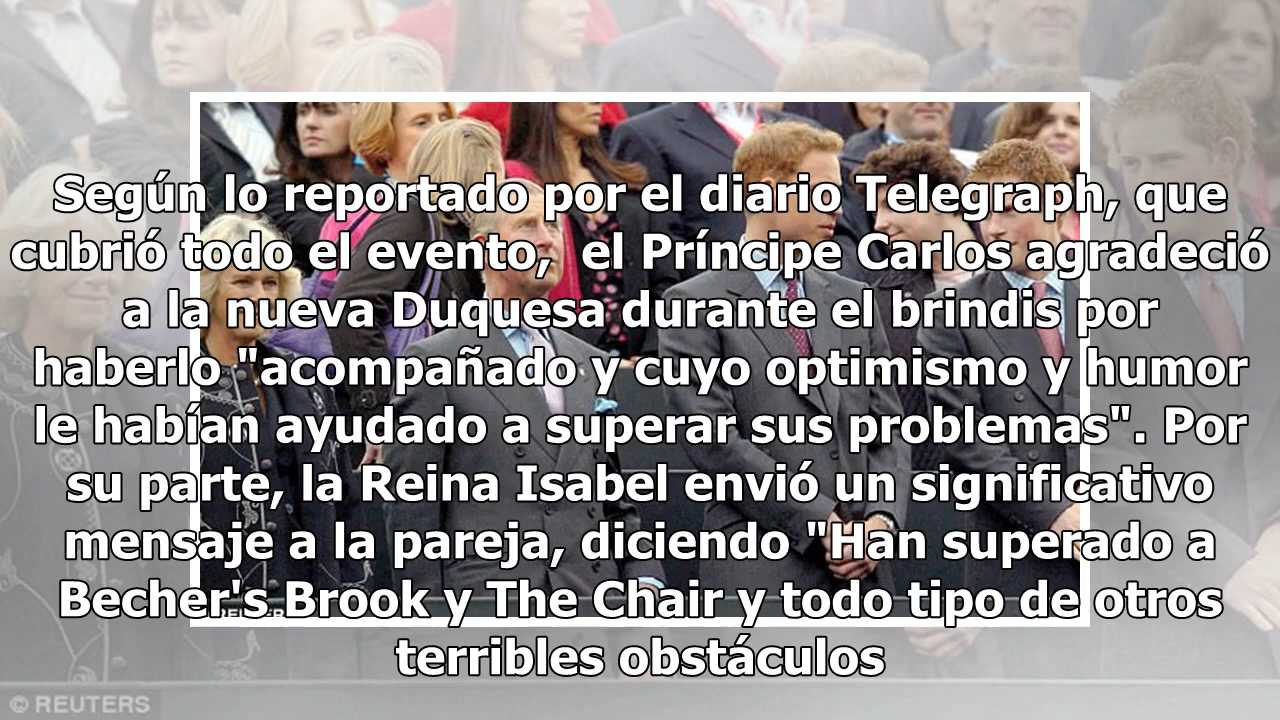 Según lo reportado por el diario Telegraph, que
cubrió todo el evento,  el Príncipe Carlos agradeció
a la nueva Duquesa durante el brindis por
haberlo "acompañado y cuyo optimismo y humor
le habían ayudado a superar sus problemas". Por
su parte, la Reina Isabel envió un significativo
mensaje a la pareja, diciendo "Han superado a
Becher's Brook y The Chair y todo tipo de otros
terribles obstáculos
© REUTERS